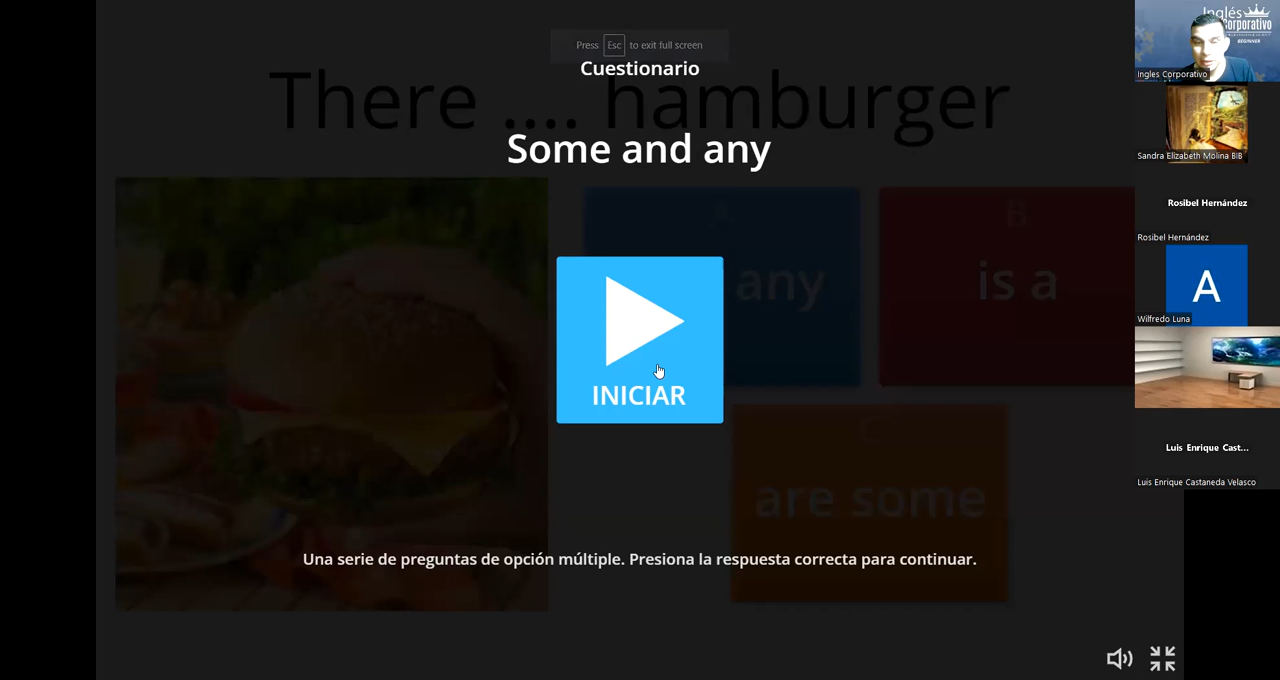 Press Esc to exit full screen
Cuestionario
There .... hamburger
Some and any
A
B
any
is a
INICIAR
C
are some
Una serie de preguntas de opción múltiple. Presiona la respuesta correcta para continuar.
Inglés
Corporativo
BEGINNER
Ingles Corporativo
Sandra Elizabeth Molina BIB
Rosibel Hernández
Rosibel Hernández
A
Wilfredo Luna
Luis Enrique Cast...
Luis Enrique Castaneda Velasco